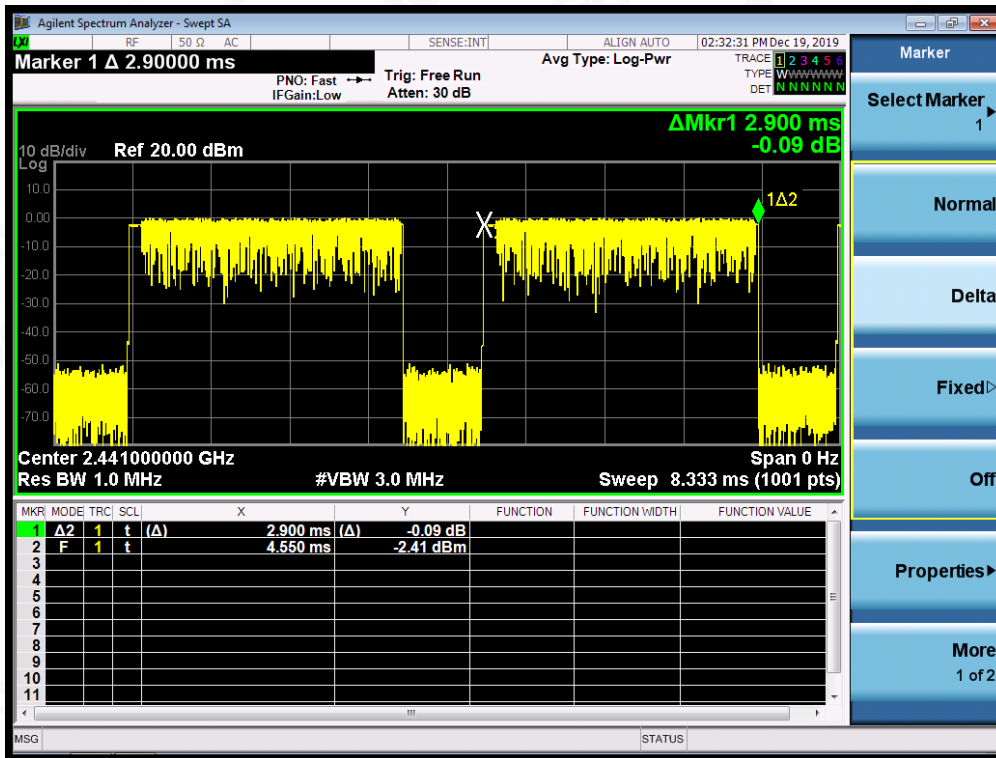 Agilent Spectrum Analyzer - Swept SA
LXI RF 50 Ω AC SENSE:INT ALIGN AUTO 02:32:31 PM Dec 19, 2019
Marker 1 Δ 2.90000 ms
PNO: Fast
IFGain:Low
Trig: Free Run
Atten: 30 dB
Avg Type: Log-Pwr
TRACE 1 2 3 4 5 6
TYPE WWWWWWW
DET N N N N N N
ΔMkr1 2.900 ms
-0.09 dB
10 dB/div Ref 20.00 dBm
Log
10.0
0.00
-10.0
-20.0
-30.0
-40.0
-50.0
-60.0
-70.0
1Δ2
Center 2.441000000 GHz Span 0 Hz
Res BW 1.0 MHz #VBW 3.0 MHz Sweep 8.333 ms (1001 pts)
MKR MODE TRC SCL X Y FUNCTION FUNCTION WIDTH FUNCTION VALUE
1 Δ2 1 t (Δ) 2.900 ms (Δ) -0.09 dB
2 F 1 t 4.550 ms -2.41 dBm
3
4
5
6
7
8
9
10
11
MSG STATUS
Marker
Select Marker
1
Normal
Delta
Fixed
Off
Properties
More
1 of 2